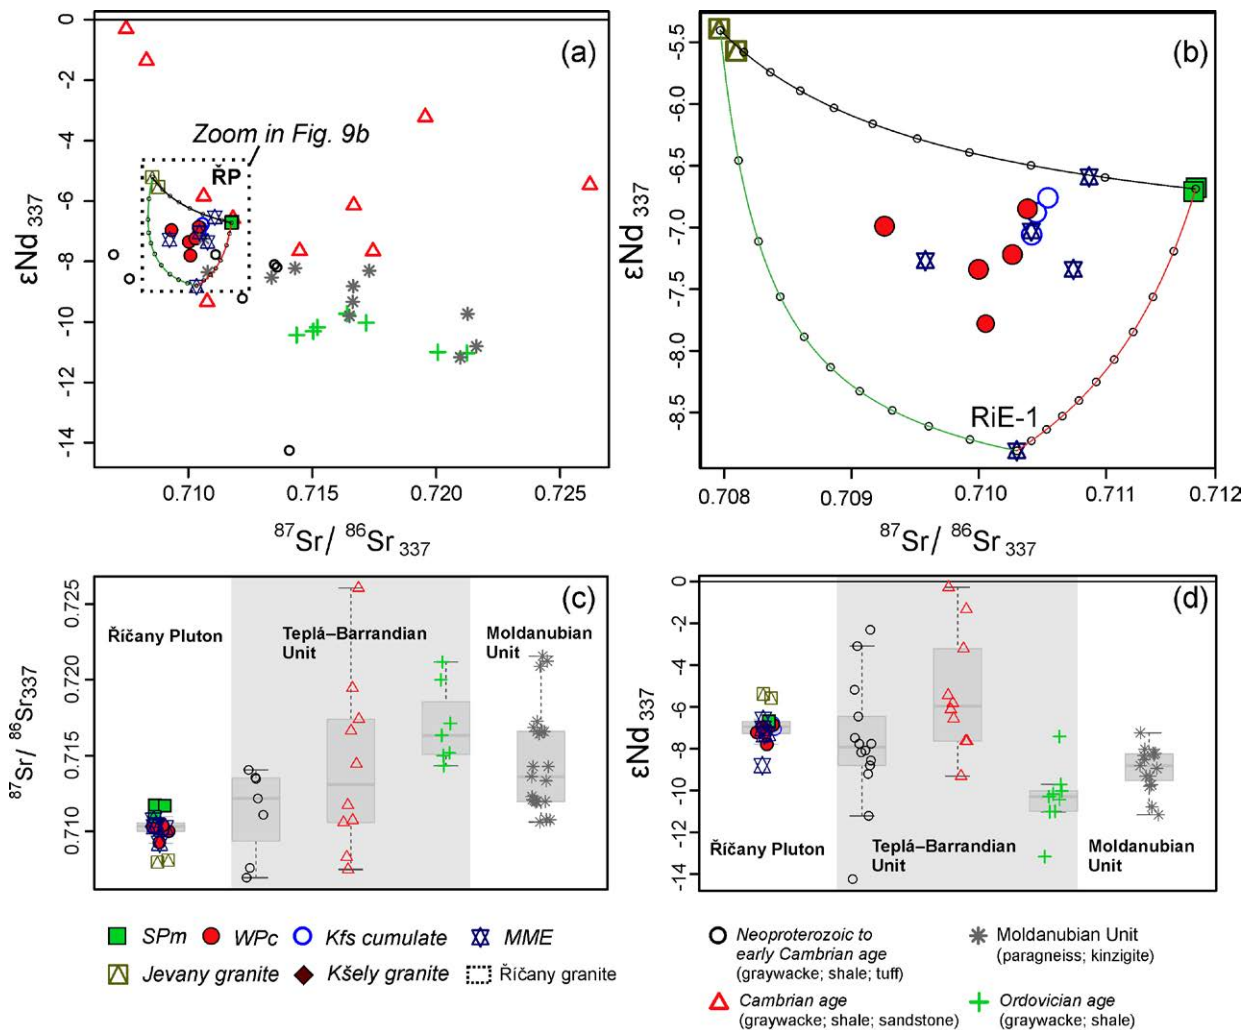 (a)
0
-2
-4
-6
-8
-10
-12
-14
εNd 337
Zoom in Fig. 9b
ŘP
0.710
0.715
0.720
0.725
87Sr/ 86Sr337
(b)
-5.5
-6.0
-6.5
-7.0
-7.5
-8.0
-8.5
εNd 337
RiE-1
0.708
0.709
0.710
0.711
0.712
87Sr/ 86Sr337
(c)
0.725
0.720
0.715
0.710
87Sr/ 86Sr337
Říčany Pluton
Teplá–Barrandian
Unit
Moldanubian
Unit
(d)
0
-2
-4
-6
-8
-10
-12
-14
εNd 337
Říčany Pluton
Teplá–Barrandian
Unit
Moldanubian
Unit
SPm
WPc
Kfs cumulate
MME
Jevany granite
Kšely granite
Říčany granite
Neoproterozoic to
early Cambrian age
(graywacke; shale; tuff)
Moldanubian Unit
(paragneiss; kinzigite)
Cambrian age
(graywacke; shale; sandstone)
Ordovician age
(graywacke; shale)